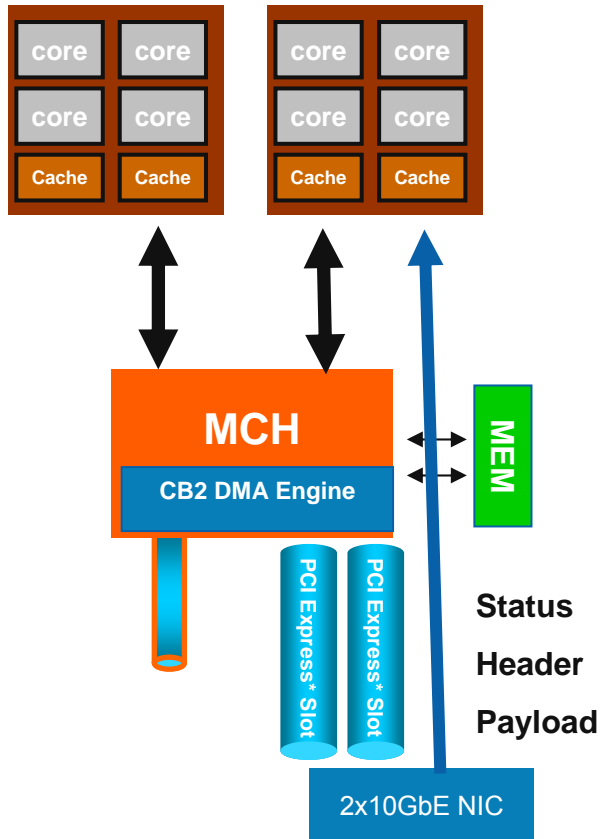 core core core core
core core core core
Cache Cache Cache Cache
MCH
CB2 DMA Engine
MEM
PCI Express* Slot
PCI Express* Slot
Status
Header
Payload
2x10GbE NIC